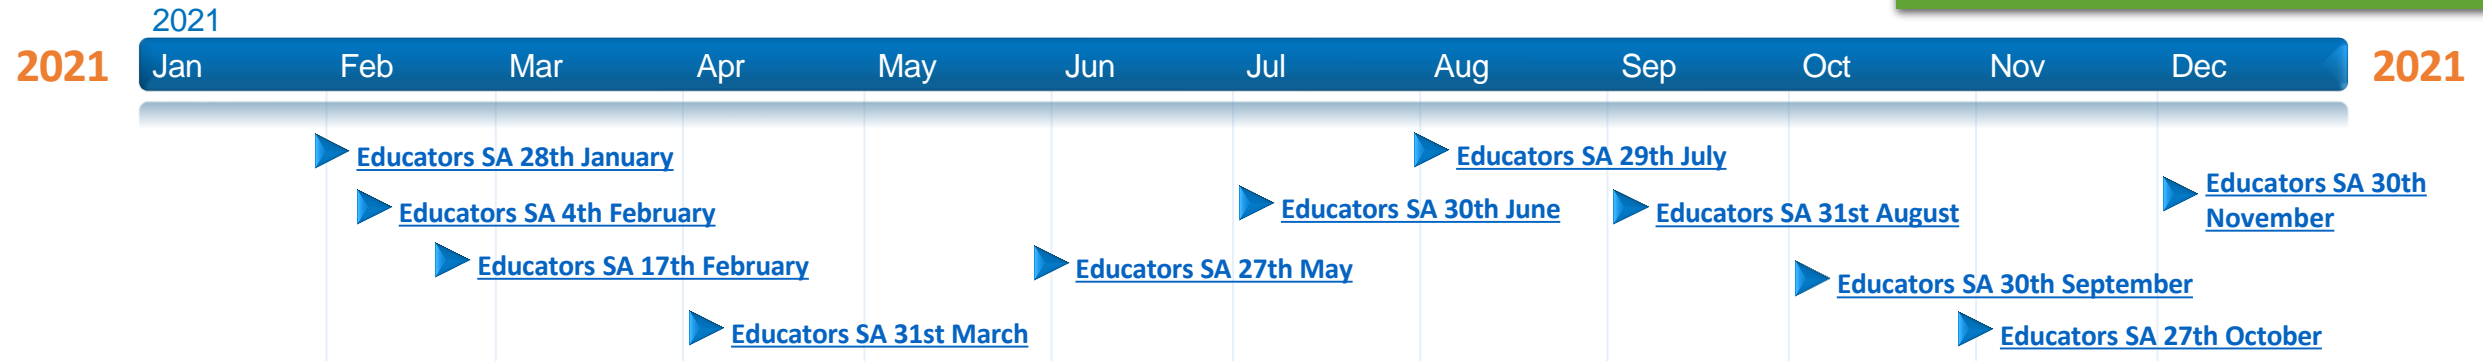 2021
2021 Jan Feb Mar Apr May Jun Jul Aug Sep Oct Nov Dec 2021
Educators SA 28th January
Educators SA 4th February
Educators SA 17th February
Educators SA 31st March
Educators SA 27th May
Educators SA 30th June
Educators SA 29th July
Educators SA 31st August
Educators SA 30th September
Educators SA 27th October
Educators SA 30th
November